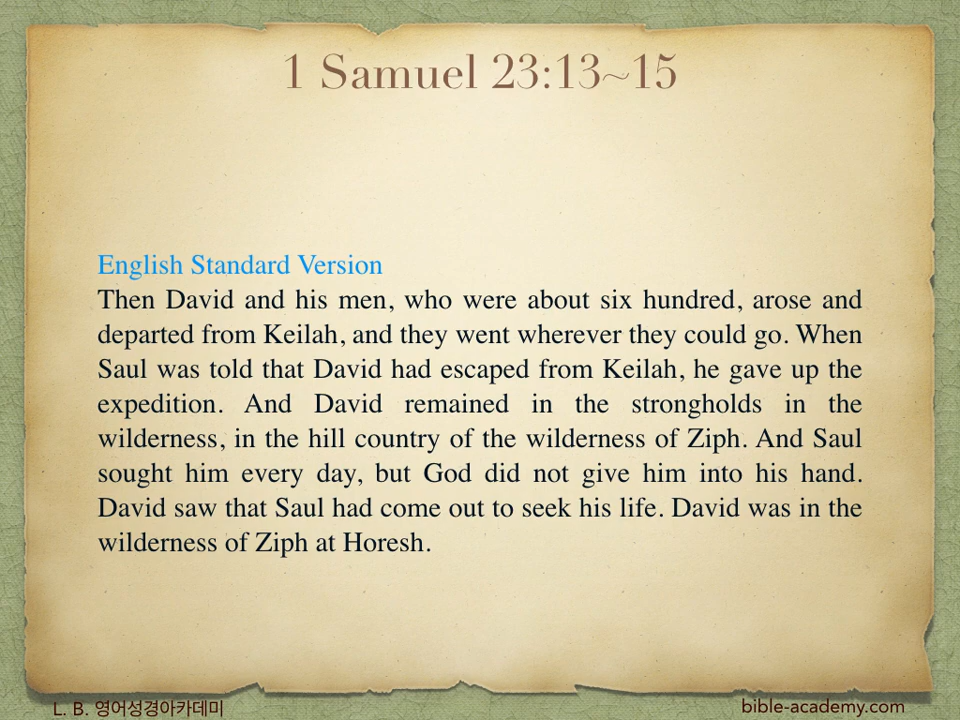 1 Samuel 23:13~15
English Standard Version
Then David and his men, who were about six hundred, arose and
departed from Keilah, and they went wherever they could go. When
Saul was told that David had escaped from Keilah, he gave up the
expedition. And David remained in the strongholds in the
wilderness, in the hill country of the wilderness of Ziph. And Saul
sought him every day, but God did not give him into his hand.
David saw that Saul had come out to seek his life. David was in the
wilderness of Ziph at Horesh.
L. B. 영어성경아카데미
bible-academy.com